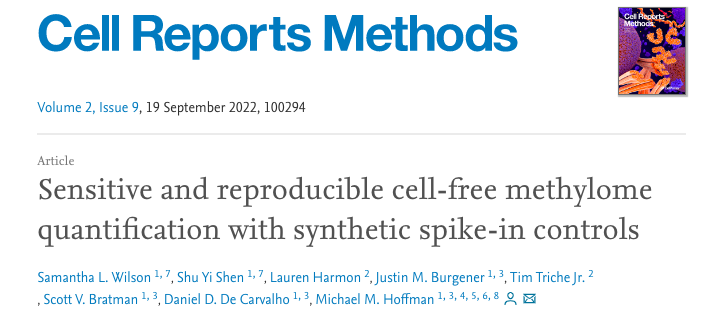 Cell Reports Methods
Cell Reports
Methods
Volume 2, Issue 9, 19 September 2022, 100294
Article
Sensitive and reproducible cell-free methylome
quantification with synthetic spike-in controls
Samantha L. Wilson 1, 7, Shu Yi Shen 1, 7, Lauren Harmon 2, Justin M. Burgener 1, 3, Tim Triche Jr. 2
, Scott V. Bratman 1, 3, Daniel D. De Carvalho 1, 3, Michael M. Hoffman 1, 3, 4, 5, 6, 8